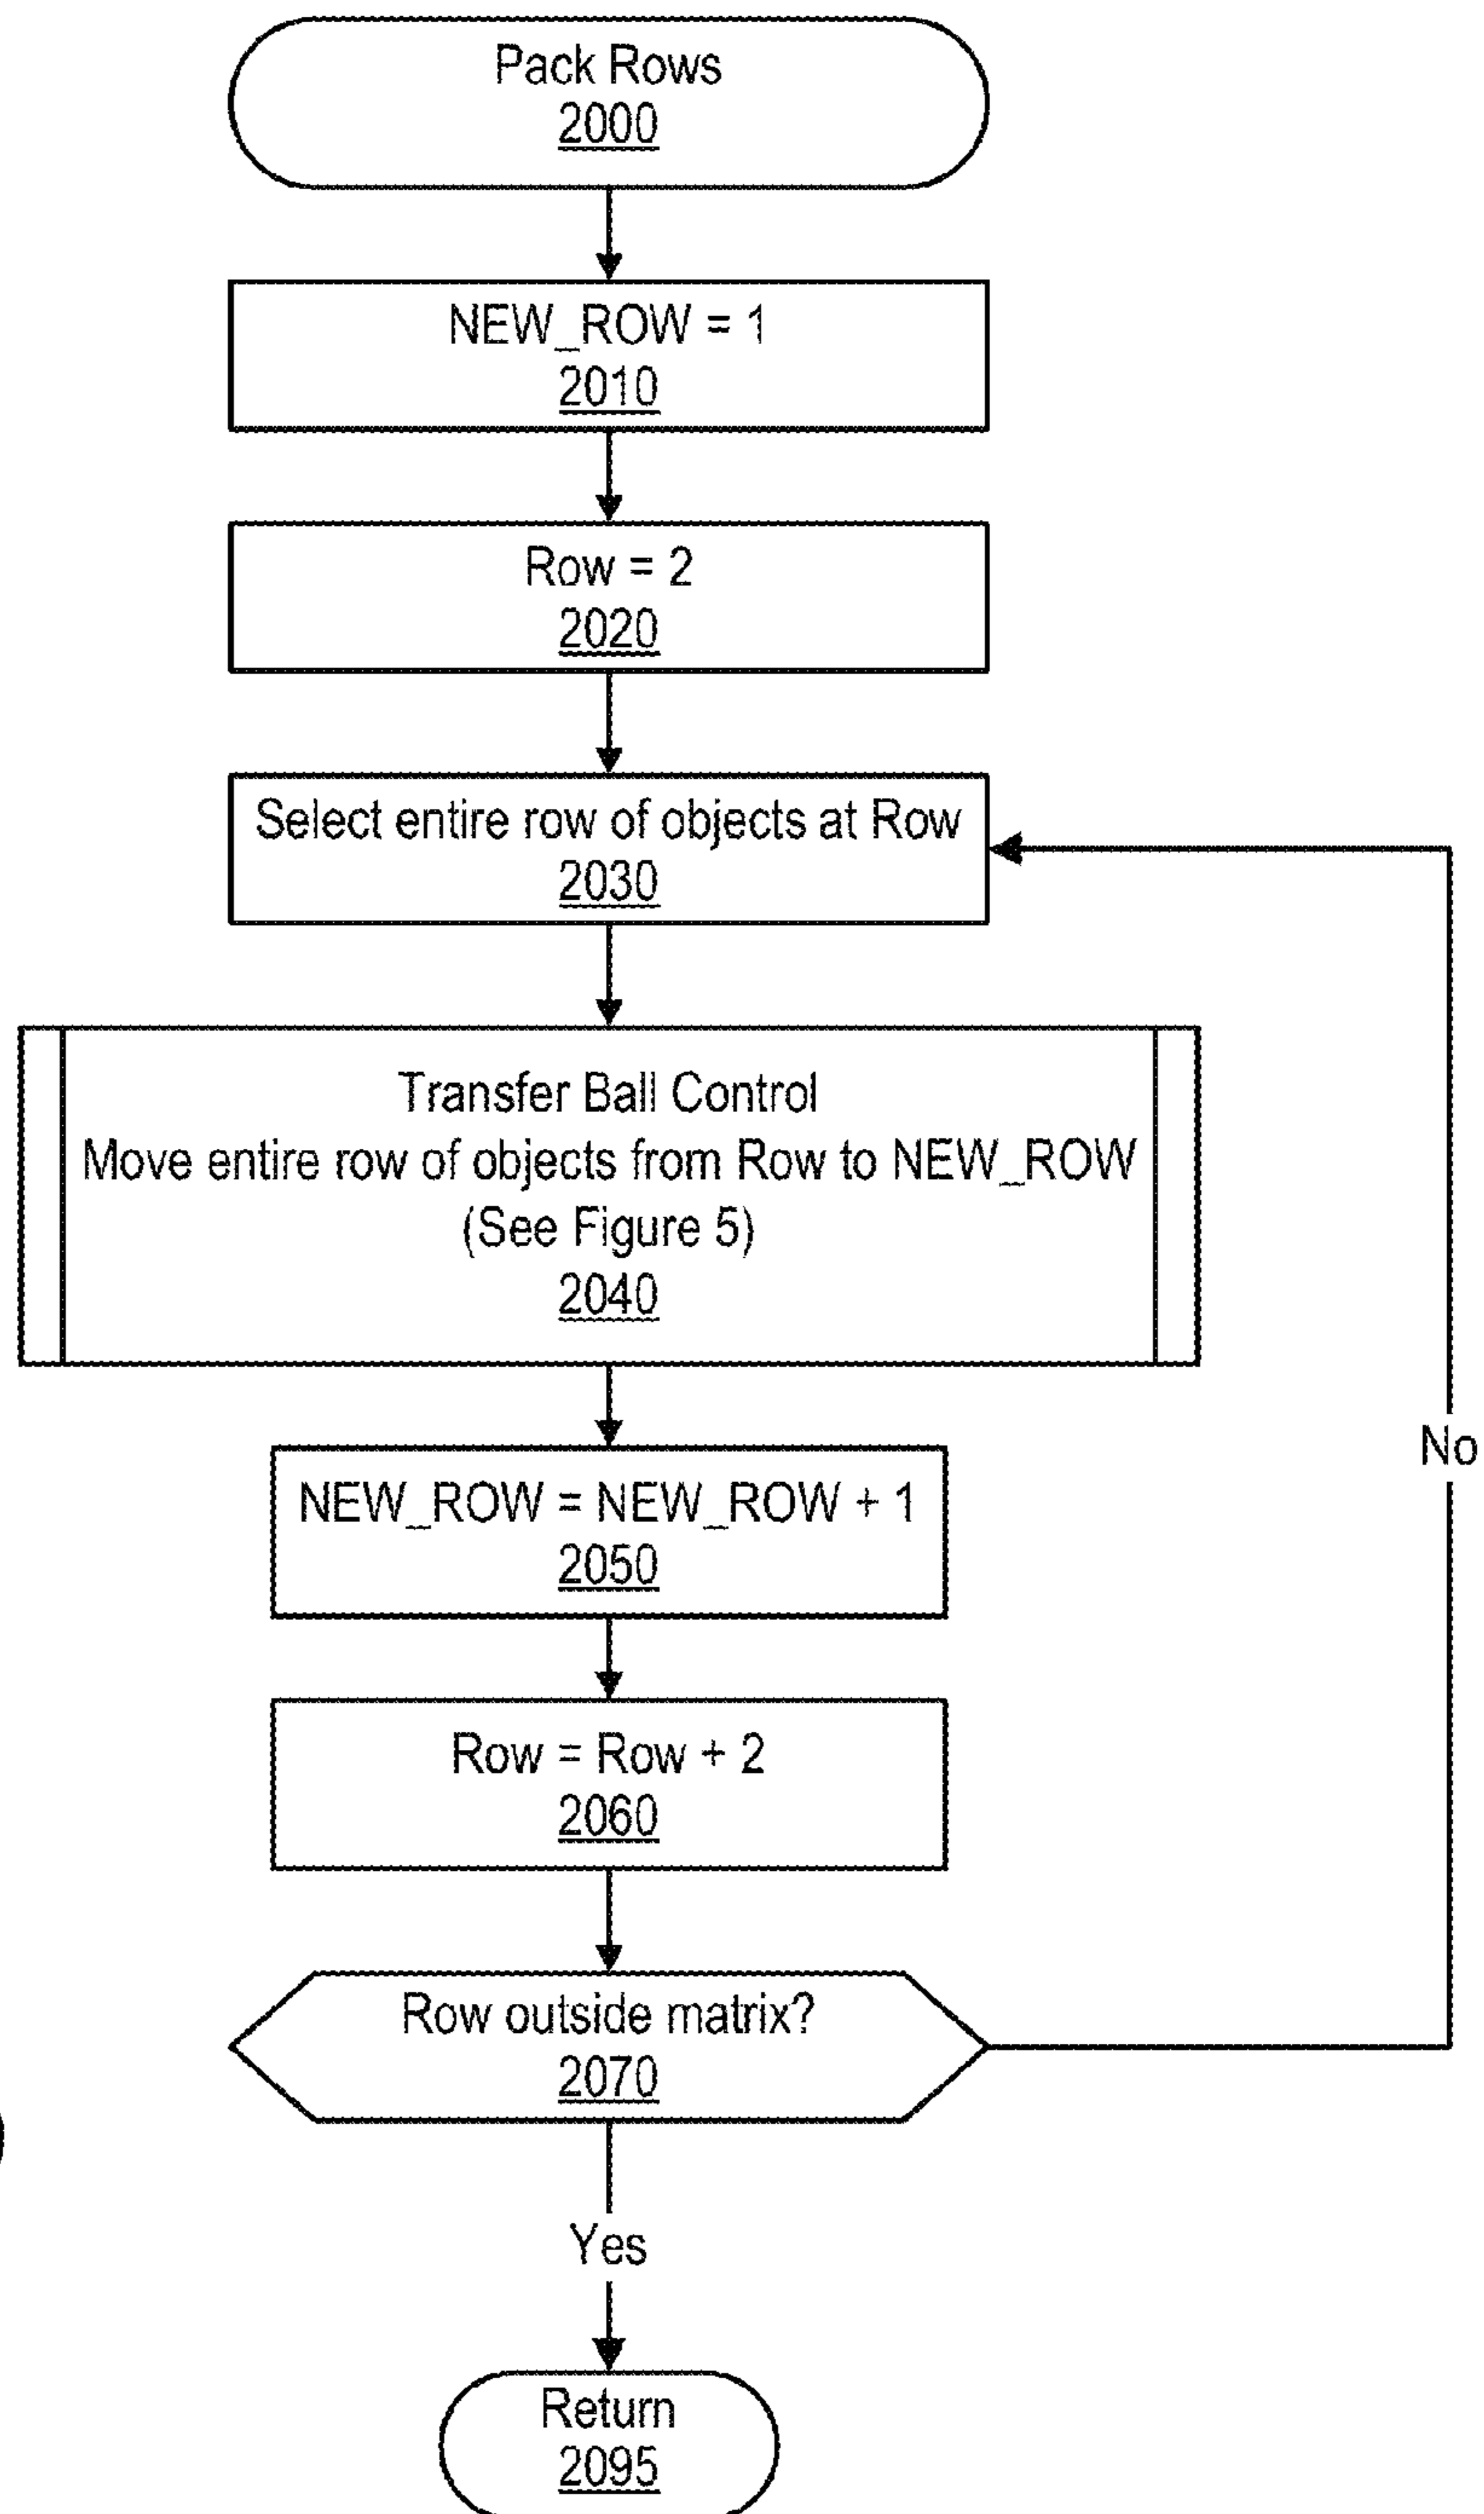 Pack Rows
2000
NEW_ROW = 1
2010
Row = 2
2020
Select entire row of objects at Row
2030
Transfer Ball Control
Move entire row of objects from Row to NEW_ROW
(See Figure 5)
2040
NEW_ROW = NEW_ROW + 1
2050
No
Row = Row + 2
2060
Row outside matrix?
2070
Yes
Return
2095